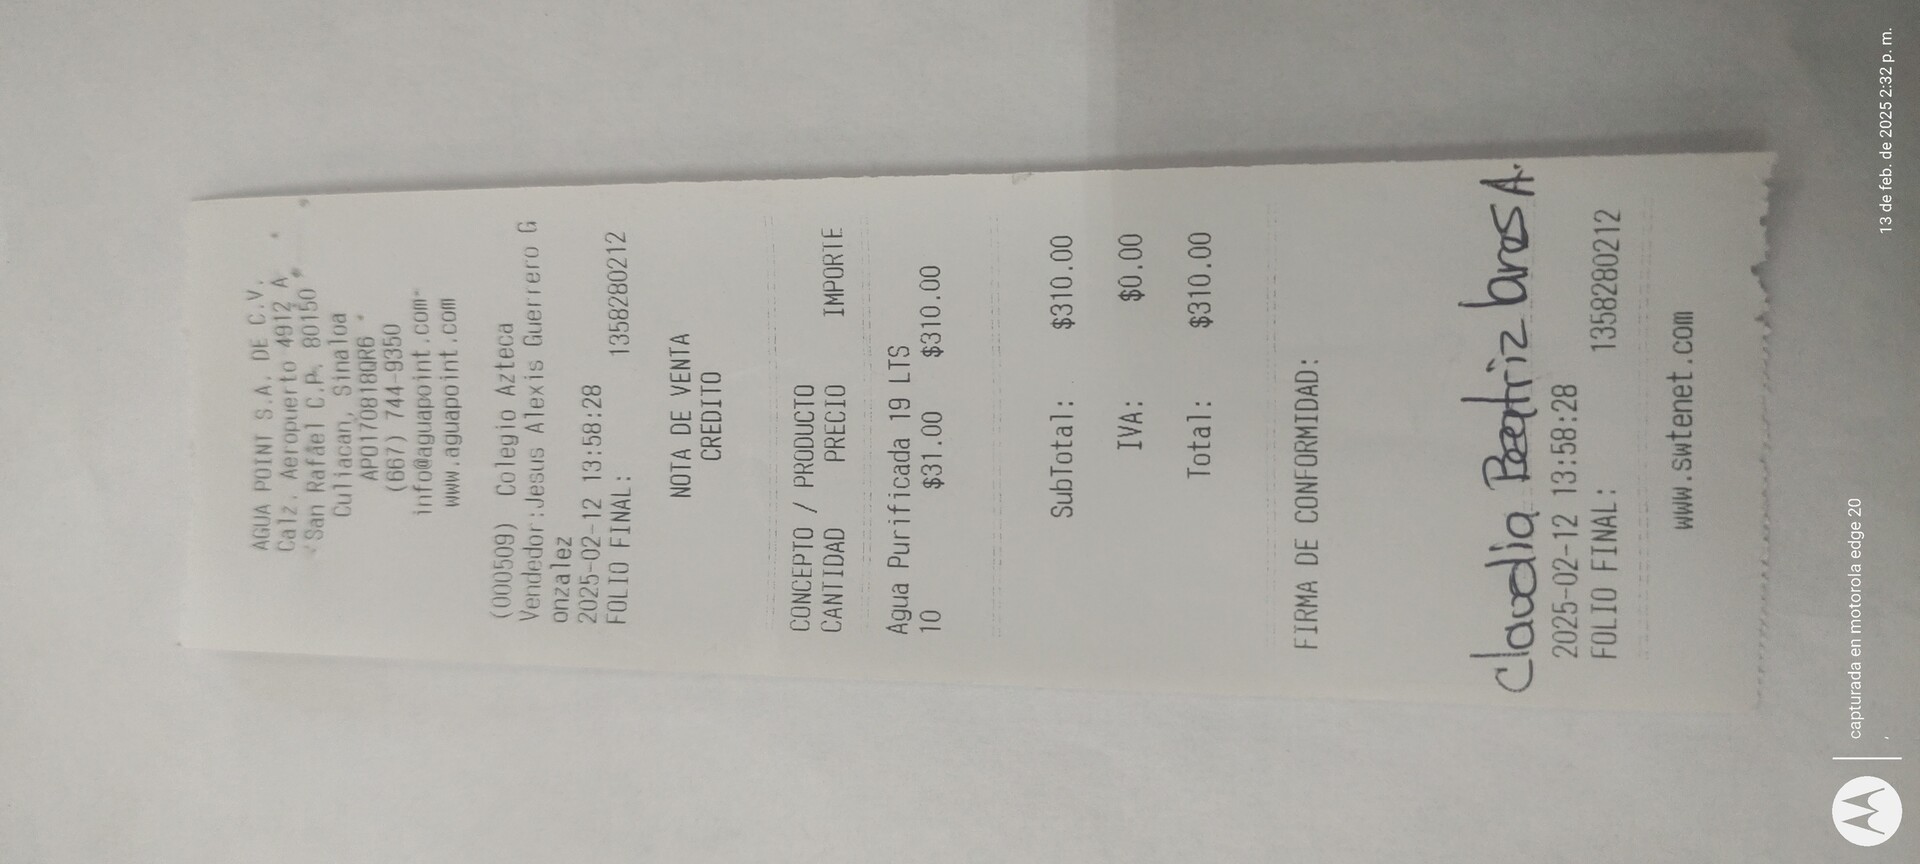 AGUA POINT S.A. DE C.V.
Calz. Aeropuerto 4912 A
San Rafael C.P. 80150
Culiacan, Sinaloa
APO170818QR6
(667) 744-9350
info@aguapoint.com
www.aguapoint.com
(000509) Colegio Azteca
Vendedor:Jesus Alexis Guerrero G
onzalez
2025-02-12 13:58:28
FOLIO FINAL: 1358280212
NOTA DE VENTA
CREDITO
CONCEPTO / PRODUCTO
CANTIDAD PRECIO IMPORTE
Agua Purificada 19 LTS
10 $31.00 $310.00
SubTotal: $310.00
IVA: $0.00
Total: $310.00
FIRMA DE CONFORMIDAD:
Claudia Beatriz A.
2025-02-12 13:58:28
FOLIO FINAL: 1358280212
www.swtenet.com
capturada en motorola edge 20
13 de feb. de 2025 2:32 p. m.